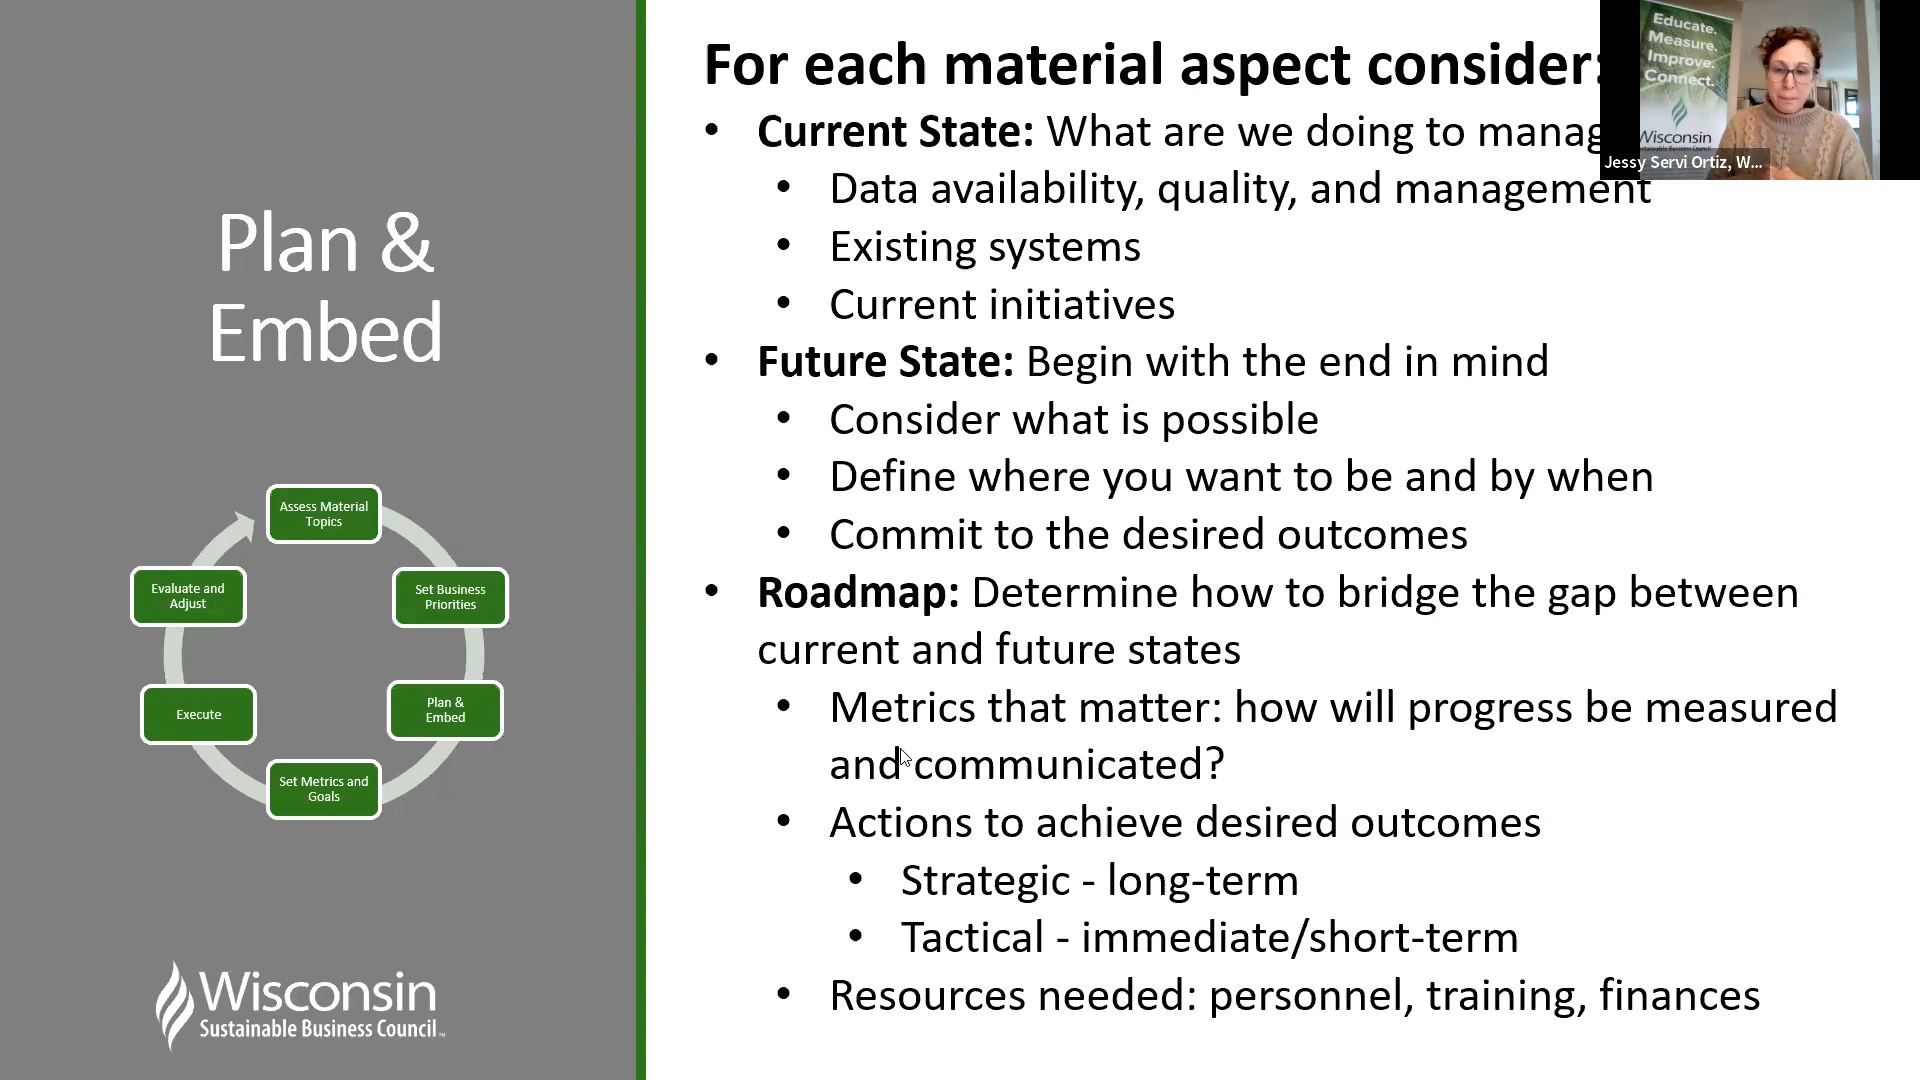 Plan &
Embed
Assess Material
Topics
Set Business
Priorities
Plan &
Embed
Set Metrics and
Goals
Execute
Evaluate and
Adjust
Wisconsin
Sustainable Business Council
For each material aspect consider:
• Current State: What are we doing to manag
• Data availability, quality, and management
• Existing systems
• Current initiatives
• Future State: Begin with the end in mind
• Consider what is possible
• Define where you want to be and by when
• Commit to the desired outcomes
• Roadmap: Determine how to bridge the gap between
current and future states
• Metrics that matter: how will progress be measured
and communicated?
• Actions to achieve desired outcomes
• Strategic - long-term
• Tactical - immediate/short-term
• Resources needed: personnel, training, finances
Educate.
Measure.
Improve.
Connect.
Wisconsin
Jessy Servi Ortiz, W...